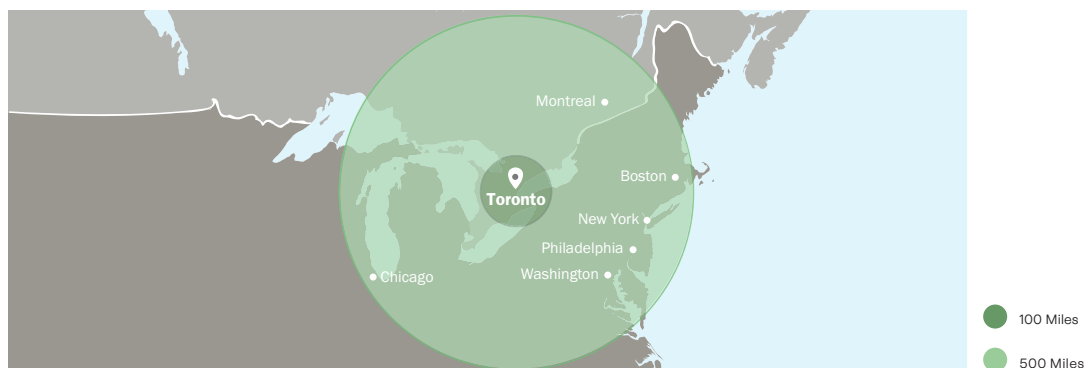 Montreal
Boston
Toronto
New York
Philadelphia
Washington
Chicago
100 Miles
500 Miles